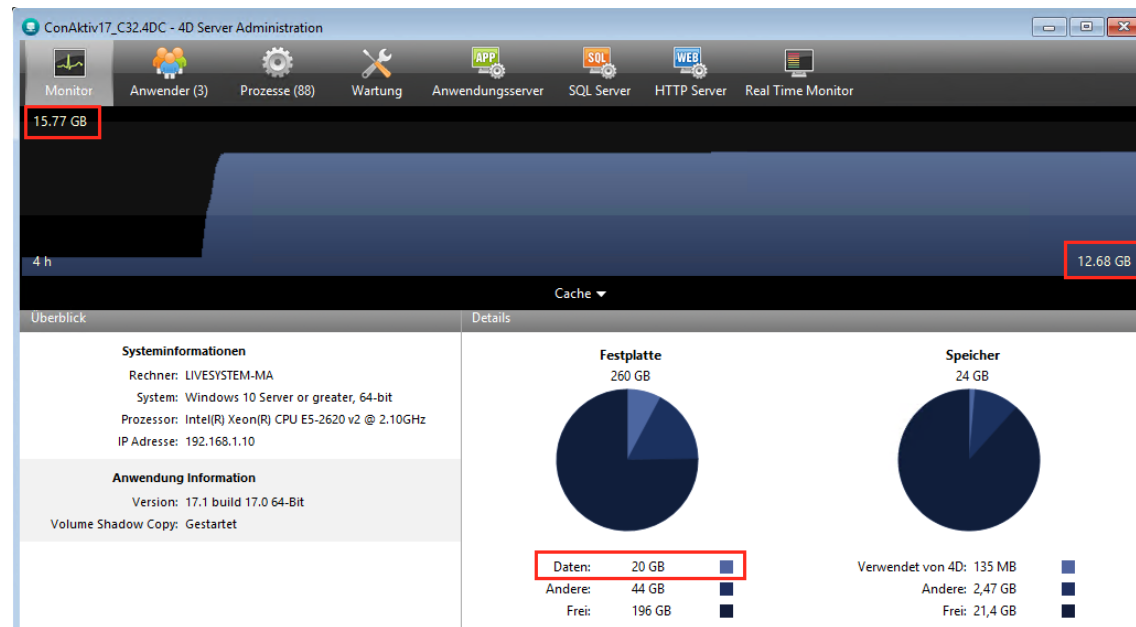 ConAktiv17_C32.4DC - 4D Server Administration
APP SQL WEB
Monitor Anwender (3) Prozesse (88) Wartung Anwendungsserver SQL Server HTTP Server Real Time Monitor
15.77 GB
4 h 12.68 GB
Cache
Überblick Details
Systeminformationen
Rechner: LIVESYSTEM-MA
System: Windows 10 Server or greater, 64-bit
Prozessor: Intel(R) Xeon(R) CPU E5-2620 v2 @ 2.10GHz
IP Adresse: 192.168.1.10
Anwendung Information
Version: 17.1 build 17.0 64-Bit
Volume Shadow Copy: Gestartet
Festplatte
260 GB
Daten: 20 GB
Andere: 44 GB
Frei: 196 GB
Speicher
24 GB
Verwendet von 4D: 135 MB
Andere: 2,47 GB
Frei: 21,4 GB